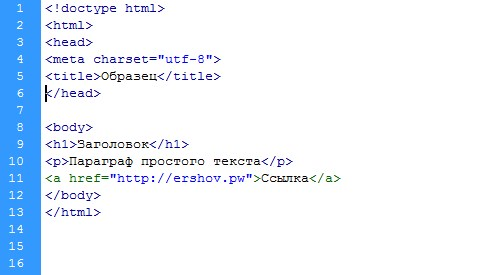 1 <!doctype html>
2 <html>
3 <head>
4 <meta charset="utf-8">
5 <title>Образец</title>
6 </head>
7
8 <body>
9 <h1>Заголовок</h1>
10 <p>Параграф простого текста</p>
11 <a href="http://ershov.pw">Ссылка</a>
12 </body>
13 </html>
14
15
16